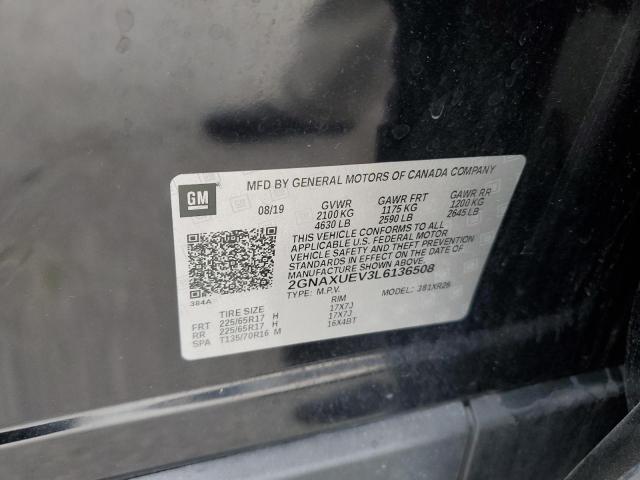 MFD BY GENERAL MOTORS OF CANADA COMPANY
GM
08/19 GVWR GAWR FRT GAWR RR
2100 KG 1175 KG 1200 KG
4630 LB 2590 LB 2645 LB
THIS VEHICLE CONFORMS TO ALL
APPLICABLE U.S. FEDERAL MOTOR
VEHICLE SAFETY AND THEFT PREVENTION
STANDARDS IN EFFECT ON THE DATE OF
MANUFACTURE SHOWN ABOVE.
2GNAXUEV3L6136508
TYPE: M.P.V. MODEL: 381XR26
384A
TIRE SIZE RIM
FRT 225/65R17 H 17X7J
RR 225/65R17 H 17X7J
SPA T135/70R16 M 16X4BT